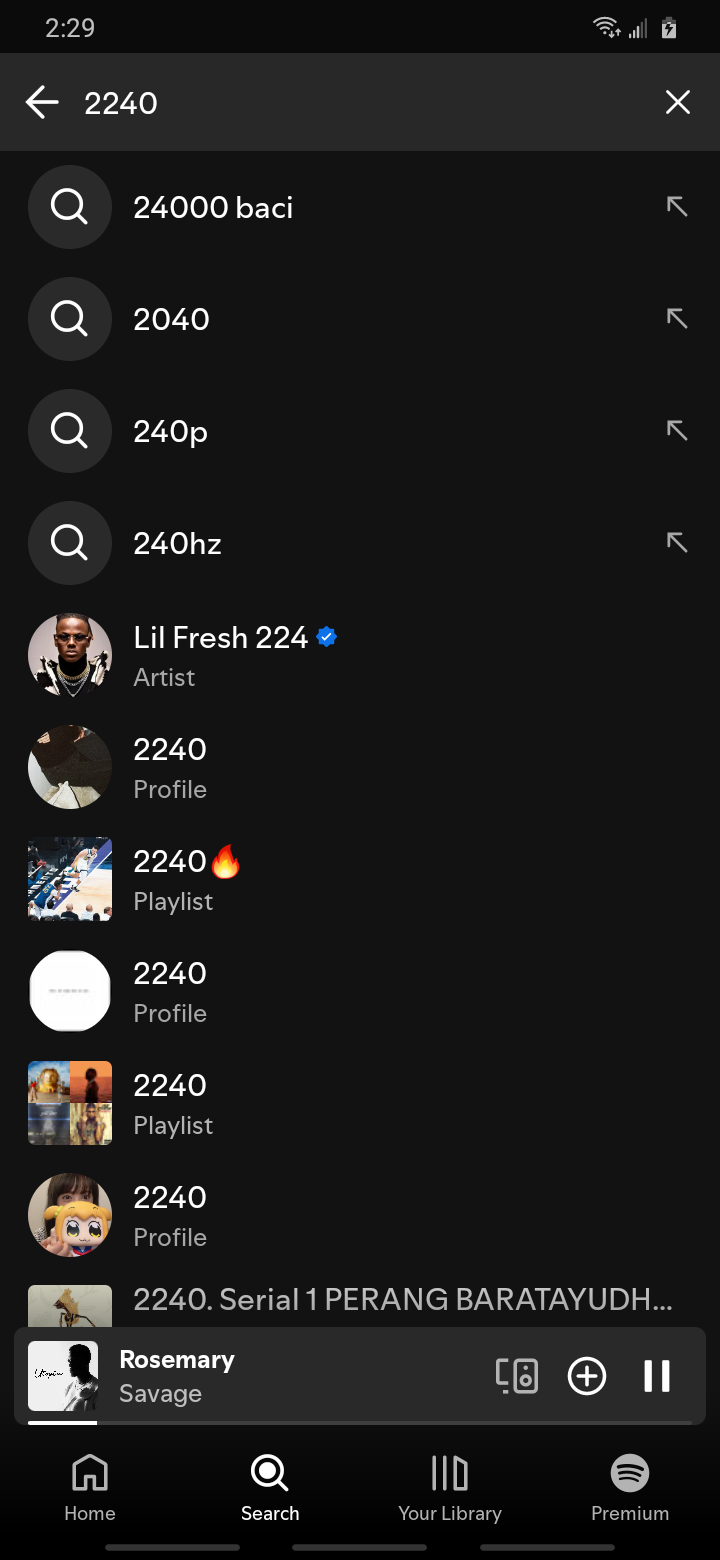 2:29
2240
24000 baci
2040
240p
240hz
Lil Fresh 224
Artist
2240
Profile
2240🔥
Playlist
2240
Profile
2240
Playlist
2240
Profile
2240. Serial 1 PERANG BARATAYUDH...
Utopia
Rosemary
Savage
Home
Search
Your Library
Premium